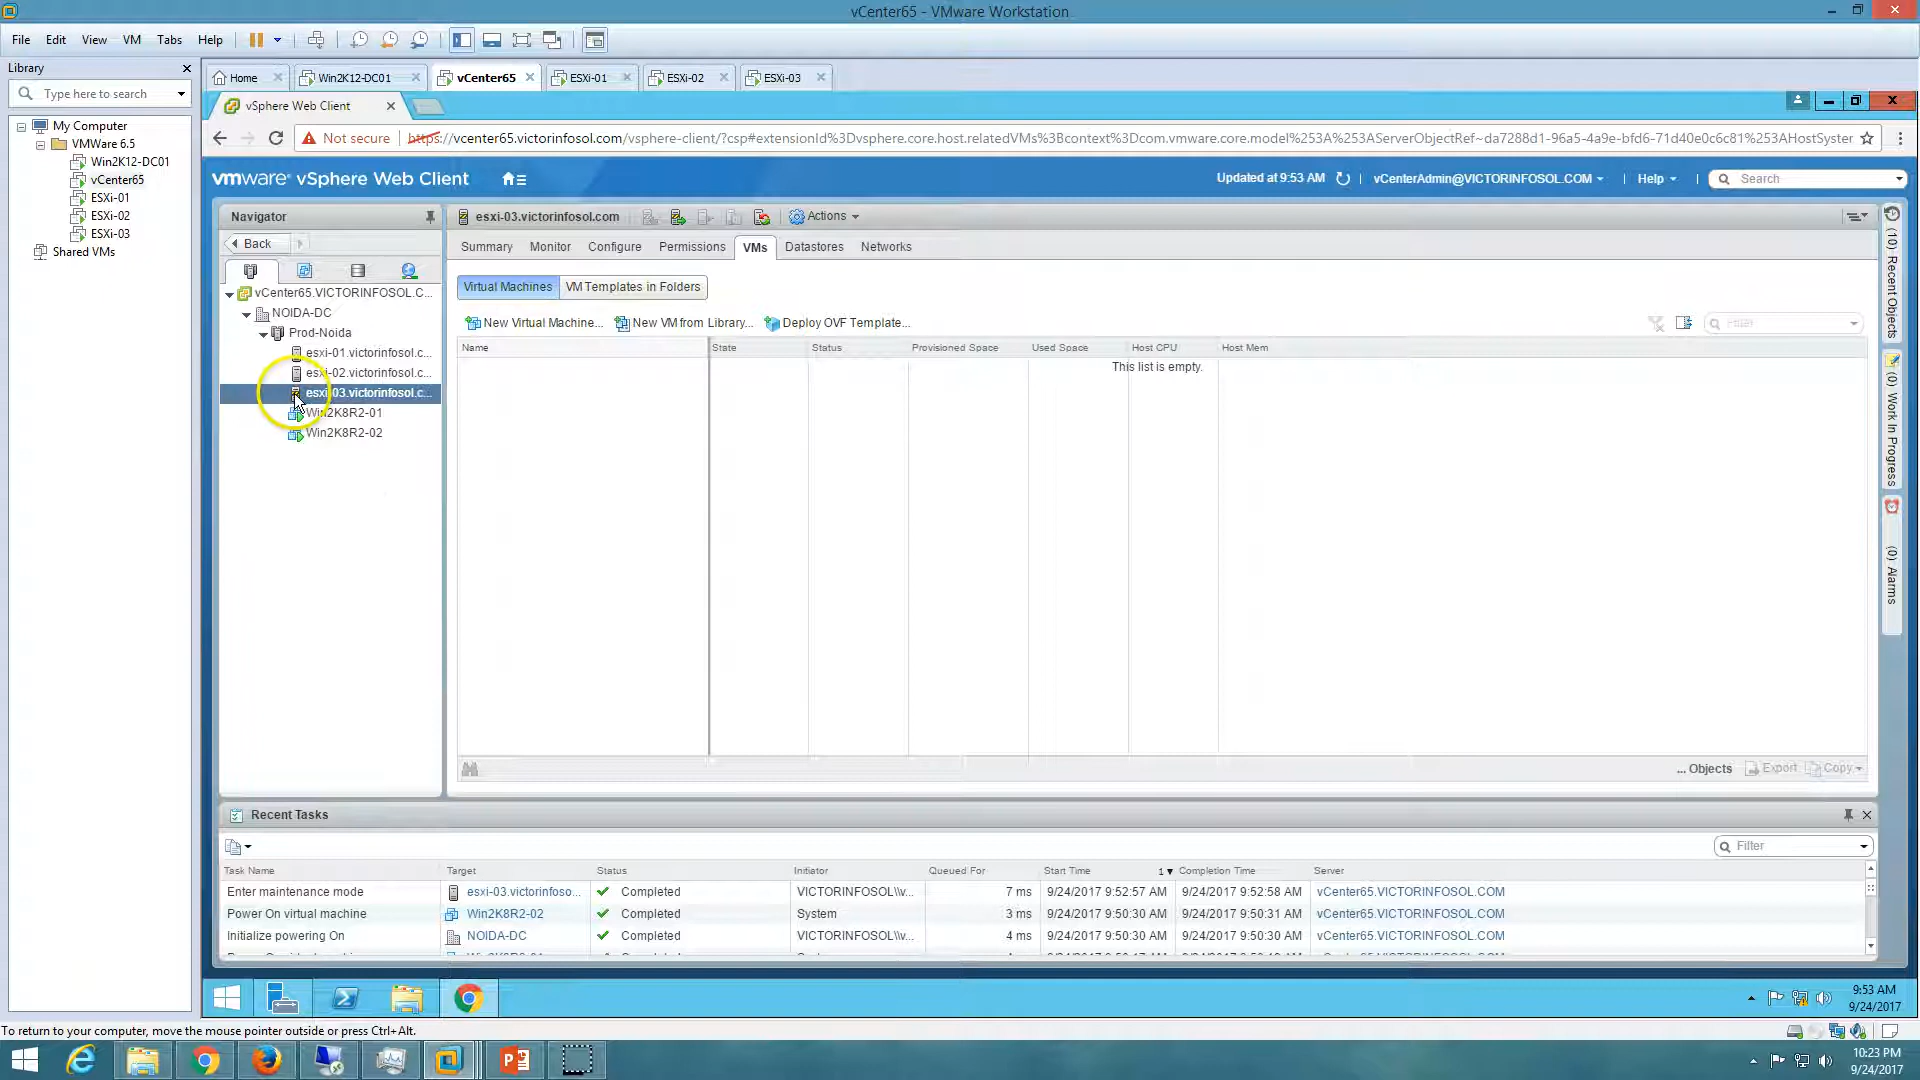 vCenter65 - VMware Workstation
File Edit View VM Tabs Help
Library
Type here to search
My Computer
VMWare 6.5
Win2K12-DC01
vCenter65
ESXi-01
ESXi-02
ESXi-03
Shared VMs
Home Win2K12-DC01 vCenter65 ESXi-01 ESXi-02 ESXi-03
vSphere Web Client
Not secure https://vcenter65.victorinfosol.com/vsphere-client/?csp#extensionId%3Dvsphere.core.host.relatedVMs%3Bcontext%3Dcom.vmware.core.model%253A%253AServerObjectRef~da7288d1-96a5-4a9e-bfd6-71d40e0c6c81%253AHostSyster
vmware® vSphere Web Client
Updated at 9:53 AM vCenterAdmin@VICTORINFOSOL.COM Help Search
Navigator
Back
vCenter65.VICTORINFOSOL.C...
NOIDA-DC
Prod-Noida
esxi-01.victorinfosol.c...
esxi-02.victorinfosol.c...
esxi-03.victorinfosol.c...
Win2K8R2-01
Win2K8R2-02
esxi-03.victorinfosol.com Actions
Summary Monitor Configure Permissions VMs Datastores Networks
Virtual Machines VM Templates in Folders
New Virtual Machine... New VM from Library... Deploy OVF Template... Filter
Name State Status Provisioned Space Used Space Host CPU Host Mem
This list is empty.
... Objects Export Copy
(10) Recent Objects
(0) Work In Progress
(0) Alarms
Recent Tasks
Filter
Task Name Target Status Initiator Queued For Start Time 1 Completion Time Server
Enter maintenance mode esxi-03.victorinfoso... Completed VICTORINFOSOL\\v... 7 ms 9/24/2017 9:52:57 AM 9/24/2017 9:52:58 AM vCenter65.VICTORINFOSOL.COM
Power On virtual machine Win2K8R2-02 Completed System 3 ms 9/24/2017 9:50:30 AM 9/24/2017 9:50:31 AM vCenter65.VICTORINFOSOL.COM
Initialize powering On NOIDA-DC Completed VICTORINFOSOL\\v... 4 ms 9/24/2017 9:50:30 AM 9/24/2017 9:50:30 AM vCenter65.VICTORINFOSOL.COM
9:53 AM
9/24/2017
To return to your computer, move the mouse pointer outside or press Ctrl+Alt.
10:23 PM
9/24/2017